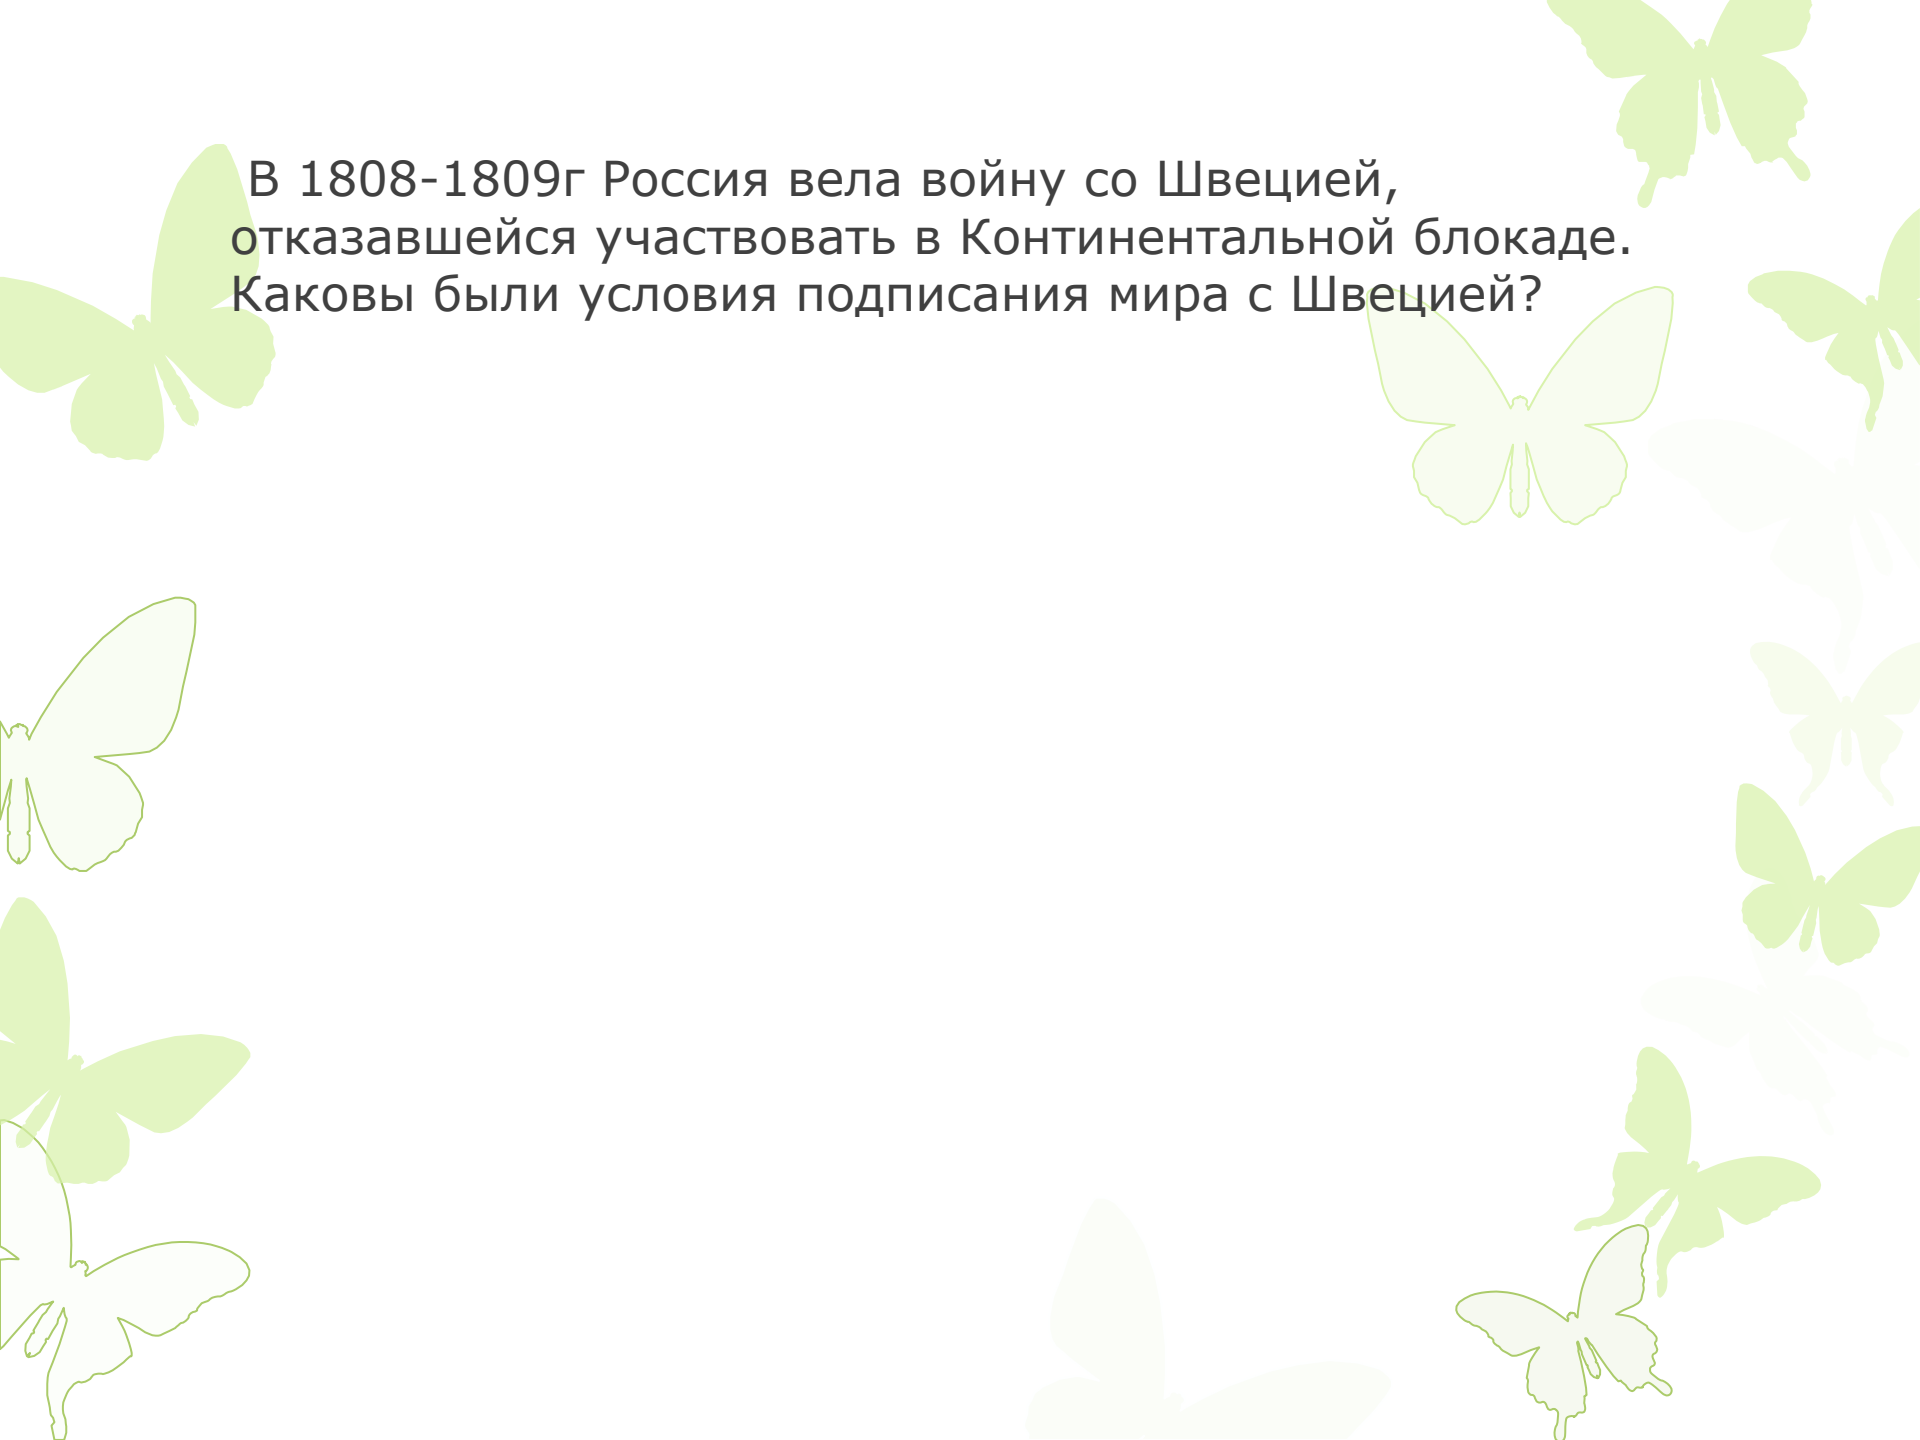 В 1808-1809г Россия вела войну со Швецией,
отказавшейся участвовать в Континентальной блокаде.
Каковы были условия подписания мира с Швецией?